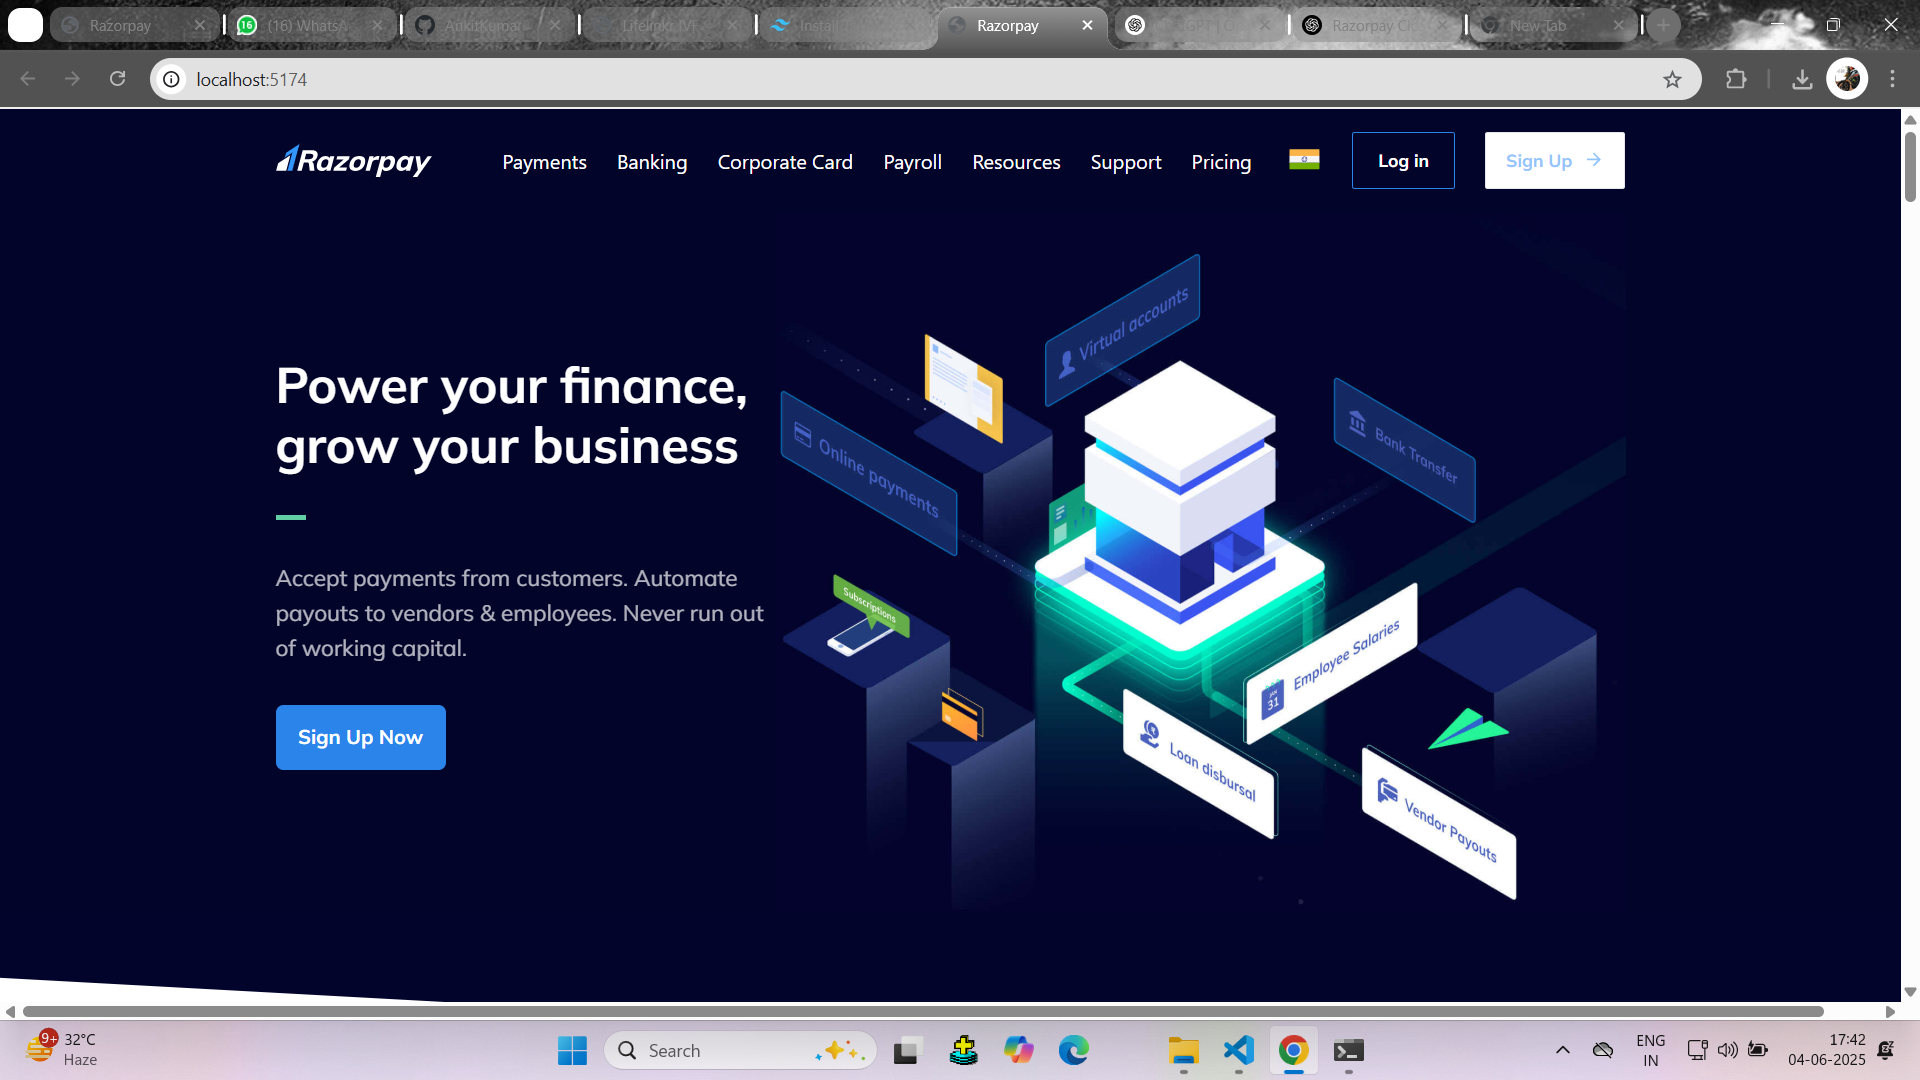 Razorpay
(16) WhatsA
AnkitKumar
Lifelink
Install
Razorpay
Razorpay Cl
New Tab
localhost:5174
Razorpay
Payments
Banking
Corporate Card
Payroll
Resources
Support
Pricing
Log in
Sign Up
Power your finance,
grow your business
Accept payments from customers. Automate
payouts to vendors & employees. Never run out
of working capital.
Sign Up Now
Virtual accounts
Online payments
Bank Transfer
Subscriptions
Employee Salaries
JAN
31
Loan disbursal
Vendor Payouts
9+
32°C
Haze
Search
ENG
IN
17:42
04-06-2025